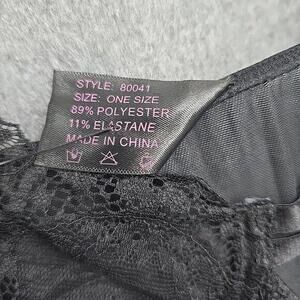 STYLE: 80041
SIZE: ONE SIZE
89% POLYESTER
11% ELASTANE
MADE IN CHINA